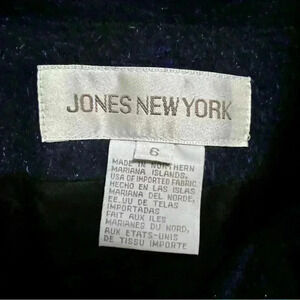 JONES NEW YORK
6
MADE IN NORTHERN
MARIANA ISLANDS,
USA OF IMPORTED FABRIC
HECHO EN LAS ISLAS
MARIANA DEL NORDE,
EE.UU DE TELAS
IMPORTADAS
FAIT AUX ILES
MARIANES DU NORD,
AUX ETATS-UNIS
DE TISSU IMPORTE